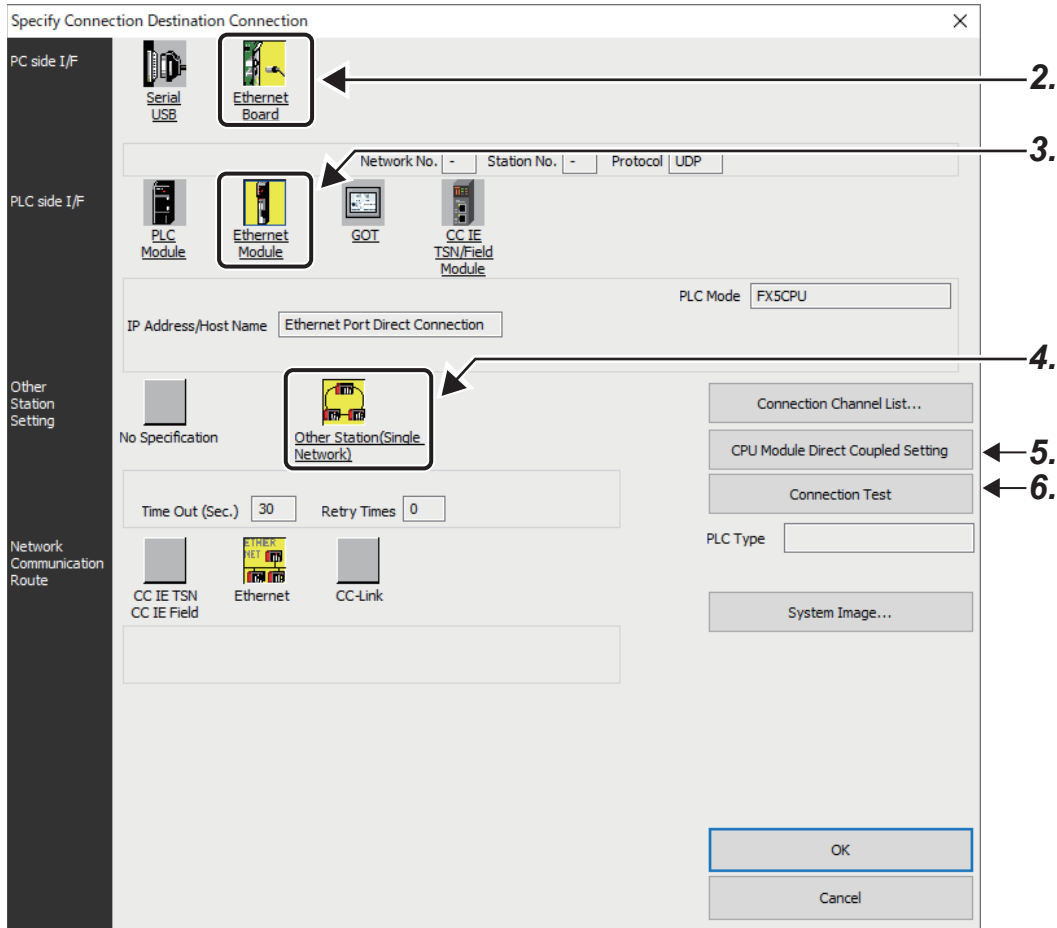 Specify Connection Destination Connection
PC side I/F
Serial
USB
Ethernet
Board
2.
Network No. - Station No. - Protocol UDP
3.
PLC side I/F
PLC
Module
Ethernet
Module
GOT
CC IE
TSN/Field
Module
PLC Mode FX5CPU
IP Address/Host Name Ethernet Port Direct Connection
4.
Other
Station
Setting
No Specification
Other Station(Single
Network)
Connection Channel List...
CPU Module Direct Coupled Setting
5.
Connection Test
6.
Time Out (Sec.) 30 Retry Times 0
PLC Type
Network
Communication
Route
CC IE TSN
CC IE Field
ETHER
NET
Ethernet
CC-Link
System Image...
OK
Cancel